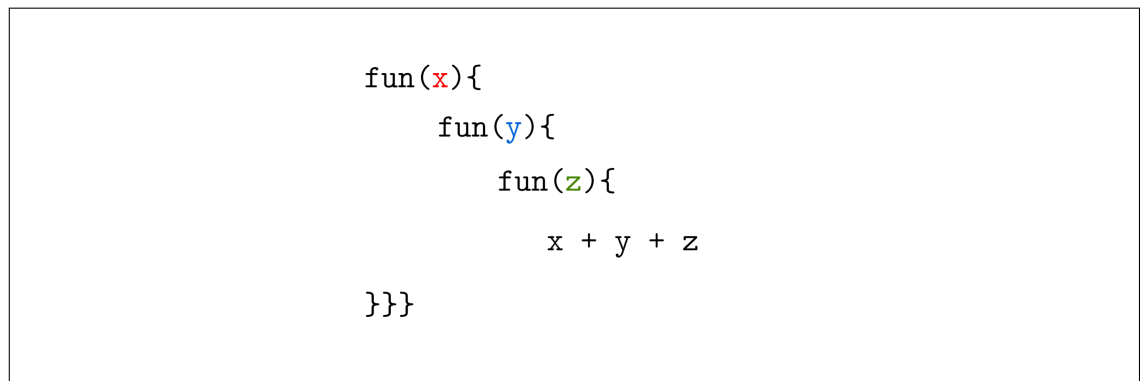 fun(x){
fun(y){
fun(z){
x + y + z
}}}